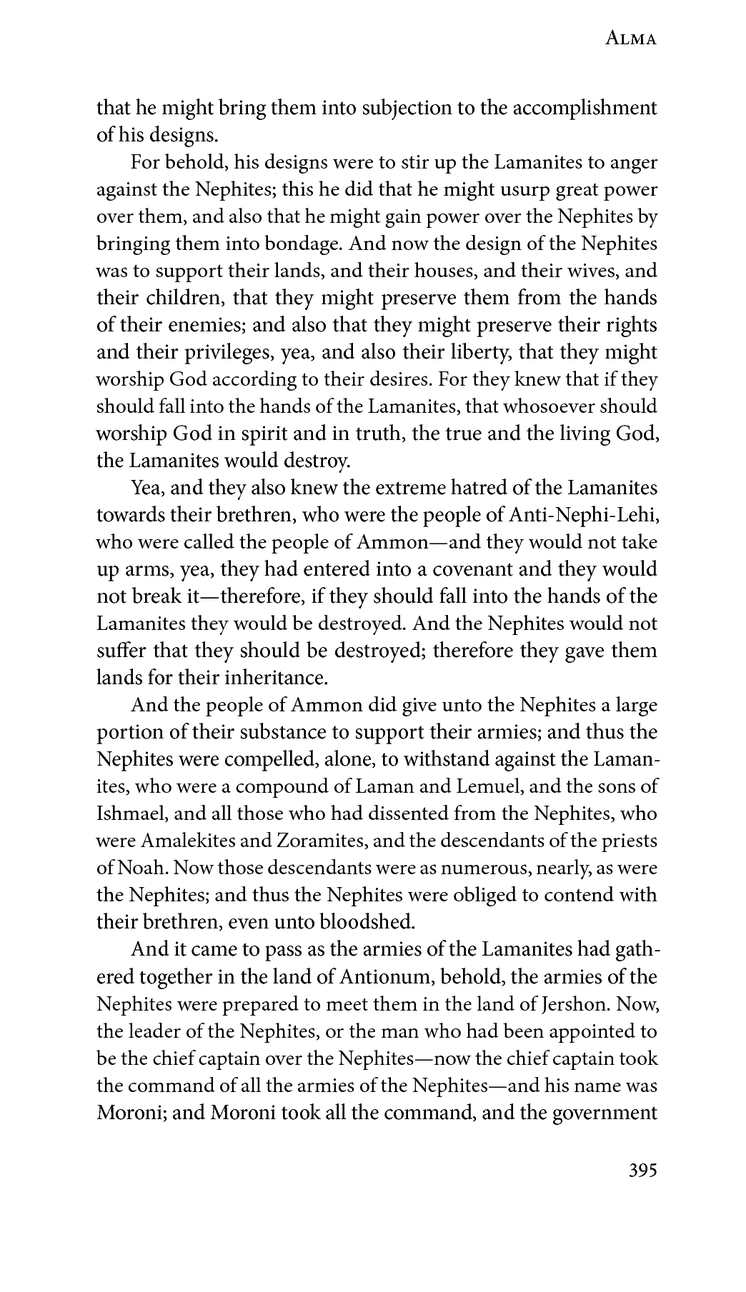 Alma
that he might bring them into subjection to the accomplishment
of his designs.
For behold, his designs were to stir up the Lamanites to anger
against the Nephites; this he did that he might usurp great power
over them, and also that he might gain power over the Nephites by
bringing them into bondage. And now the design of the Nephites
was to support their lands, and their houses, and their wives, and
their children, that they might preserve them from the hands
of their enemies; and also that they might preserve their rights
and their privileges, yea, and also their liberty, that they might
worship God according to their desires. For they knew that if they
should fall into the hands of the Lamanites, that whosoever should
worship God in spirit and in truth, the true and the living God,
the Lamanites would destroy.
Yea, and they also knew the extreme hatred of the Lamanites
towards their brethren, who were the people of Anti-Nephi-Lehi,
who were called the people of Ammon—and they would not take
up arms, yea, they had entered into a covenant and they would
not break it—therefore, if they should fall into the hands of the
Lamanites they would be destroyed. And the Nephites would not
suffer that they should be destroyed; therefore they gave them
lands for their inheritance.
And the people of Ammon did give unto the Nephites a large
portion of their substance to support their armies; and thus the
Nephites were compelled, alone, to withstand against the Laman-
ites, who were a compound of Laman and Lemuel, and the sons of
Ishmael, and all those who had dissented from the Nephites, who
were Amalekites and Zoramites, and the descendants of the priests
of Noah. Now those descendants were as numerous, nearly, as were
the Nephites; and thus the Nephites were obliged to contend with
their brethren, even unto bloodshed.
And it came to pass as the armies of the Lamanites had gath-
ered together in the land of Antionum, behold, the armies of the
Nephites were prepared to meet them in the land of Jershon. Now,
the leader of the Nephites, or the man who had been appointed to
be the chief captain over the Nephites—now the chief captain took
the command of all the armies of the Nephites—and his name was
Moroni; and Moroni took all the command, and the government
395